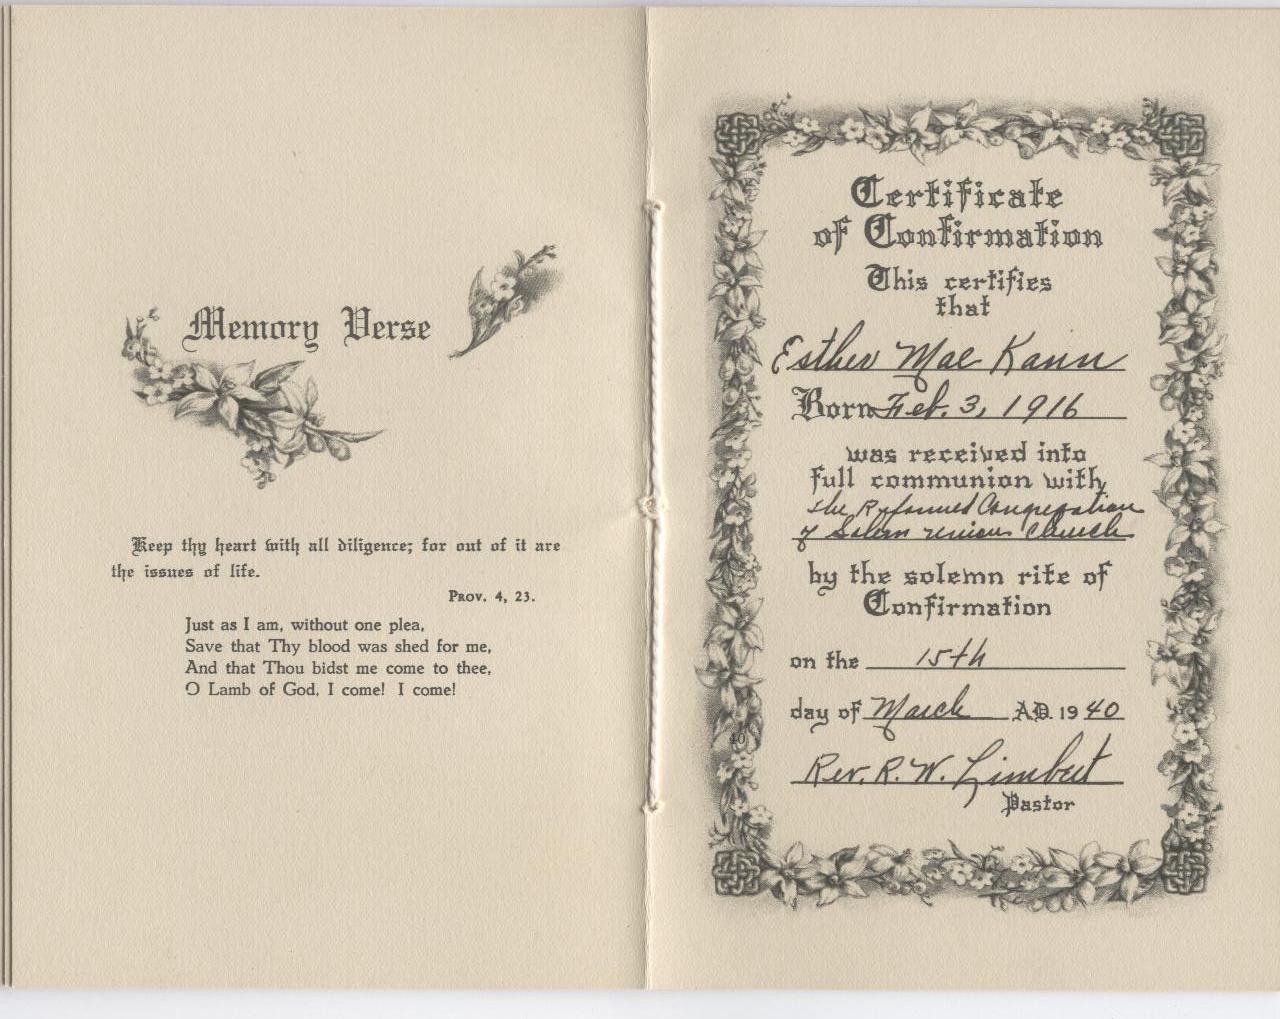 Memory Verse
Keep thy heart with all diligence; for out of it are
the issues of life.
Prov. 4, 23.
Just as I am, without one plea,
Save that Thy blood was shed for me,
And that Thou bidst me come to thee,
O Lamb of God, I come! I come!
Certificate
of Confirmation
This certifies
that
Esther Mae Kann
Born Feb. 3, 1916
was received into
full communion with
the Reformed Congregation
of Salem Church
by the solemn rite of
Confirmation
on the 15th
day of March A.D. 1940
Rev. R. W. Limbert
Pastor
40